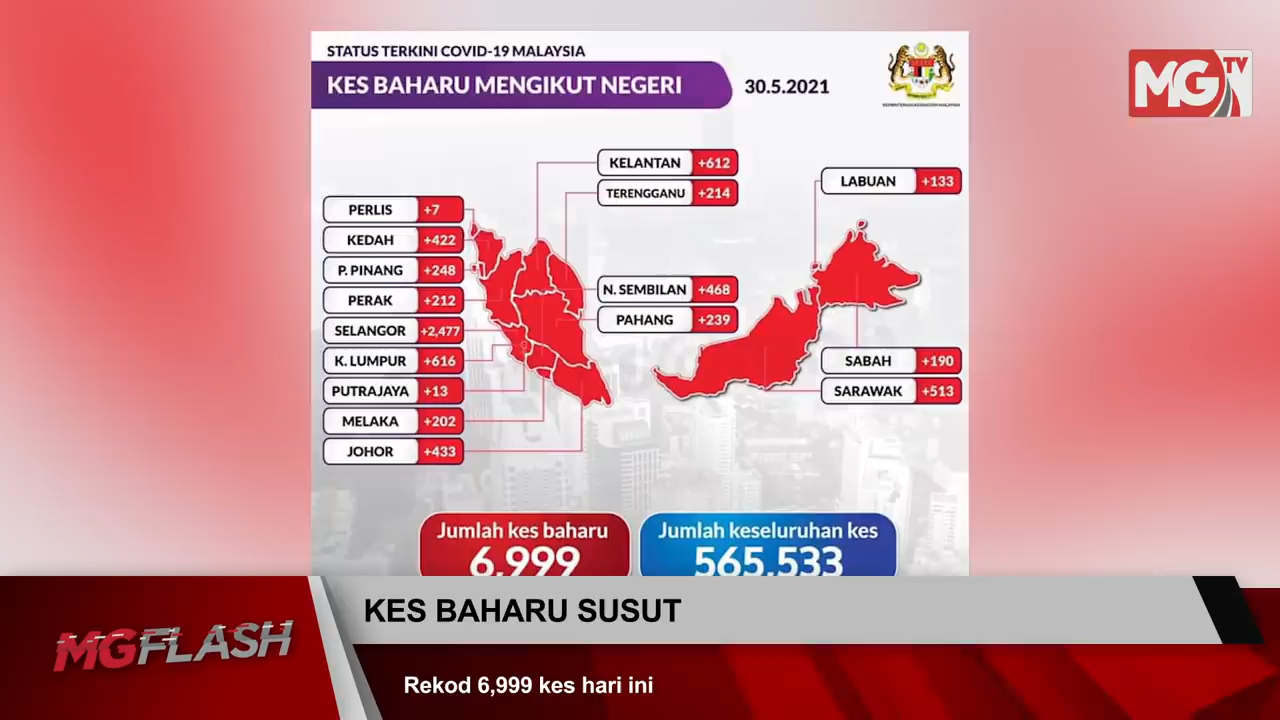 STATUS TERKINI COVID-19 MALAYSIA
KES BAHARU MENGIKUT NEGERI
30.5.2021
KEMENTERIAN KESIHATAN MALAYSIA
MGTV
KELANTAN +612
TERENGGANU +214
LABUAN +133
PERLIS +7
KEDAH +422
P. PINANG +248
PERAK +212
SELANGOR +2,477
K. LUMPUR +616
PUTRAJAYA +13
MELAKA +202
JOHOR +433
N. SEMBILAN +468
PAHANG +239
SABAH +190
SARAWAK +513
Jumlah kes baharu
6,999
Jumlah keseluruhan kes
565,533
KES BAHARU SUSUT
MGFLASH
Rekod 6,999 kes hari ini